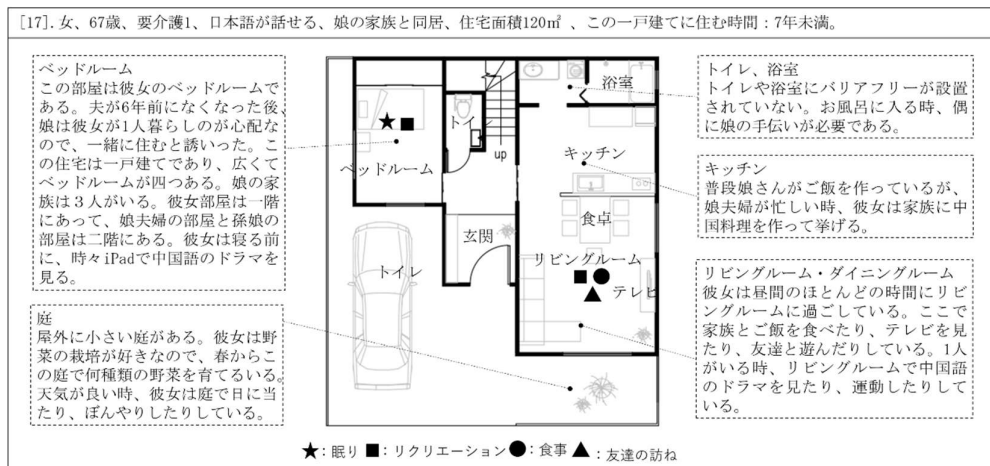 [17]. 女、67歳、要介護1、日本語が話せる、娘の家族と同居、住宅面積120㎡ 、この一戸建てに住む時間：7年未満。
ベッドルーム
この部屋は彼女のベッドルームで
ある。夫が6年前になくなった後、
娘は彼女が1人暮らしのが心配な
ので、一緒に住むと誘いった。こ
の住宅は一戸建てであり、広くて
ベッドルームが四つある。娘の家
族は３人がいる。彼女部屋は一階
にあって、娘夫婦の部屋と孫娘の
部屋は二階にある。彼女は寝る前
に、時々iPadで中国語のドラマを
見る。
庭
屋外に小さい庭がある。彼女は野
菜の栽培が好きなので、春からこ
の庭で何種類の野菜を育てるいる。
天気が良い時、彼女は庭で日に当
たり、ぼんやりしたりしている。
トイ
浴室
up
ベッドルーム
キッチン
食卓
玄関
リビングルーム
トイレ
テレビ
トイレ、浴室
トイレや浴室にバリアフリーが設置
されていない。お風呂に入る時、偶
に娘の手伝いが必要である。
キッチン
普段娘さんがご飯を作っているが、
娘夫婦が忙しい時、彼女は家族に中
国料理を作って挙げる。
リビングルーム・ダイニングルーム
彼女は昼間のほとんどの時間にリビ
ングルームに過ごしている。ここで
家族とご飯を食べたり、テレビを見
たり、友達と遊んだりしている。1人
がいる時、リビングルームで中国語
のドラマを見たり、運動したりして
いる。
★：眠り ■：リクリエーション ●：食事 ▲：友達の訪ね